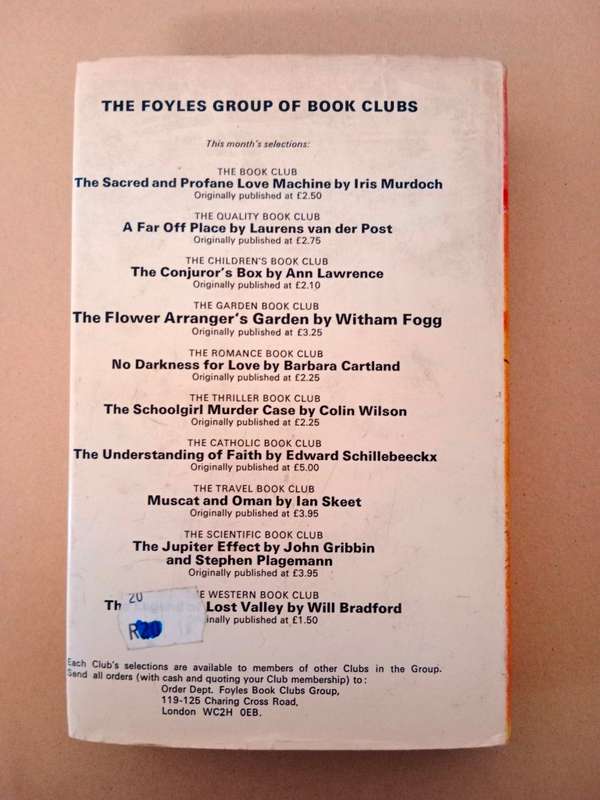 THE FOYLES GROUP OF BOOK CLUBS
This month's selections:
THE BOOK CLUB
The Sacred and Profane Love Machine by Iris Murdoch
Originally published at £2.50
THE QUALITY BOOK CLUB
A Far Off Place by Laurens van der Post
Originally published at £2.75
THE CHILDREN'S BOOK CLUB
The Conjuror's Box by Ann Lawrence
Originally published at £2.10
THE GARDEN BOOK CLUB
The Flower Arranger's Garden by Witham Fogg
Originally published at £3.25
THE ROMANCE BOOK CLUB
No Darkness for Love by Barbara Cartland
Originally published at £2.25
THE THRILLER BOOK CLUB
The Schoolgirl Murder Case by Colin Wilson
Originally published at £2.25
THE CATHOLIC BOOK CLUB
The Understanding of Faith by Edward Schillebeeckx
Originally published at £5.00
THE TRAVEL BOOK CLUB
Muscat and Oman by Ian Skeet
Originally published at £3.95
THE SCIENTIFIC BOOK CLUB
The Jupiter Effect by John Gribbin
and Stephen Plagemann
Originally published at £3.95
WESTERN BOOK CLUB
Lost Valley by Will Bradford
published at £1.50
20
R20
Each Club's selections are available to members of other Clubs in the Group.
Send all orders (with cash and quoting your Club membership) to:
Order Dept. Foyles Book Clubs Group,
119-125 Charing Cross Road,
London WC2H 0EB.